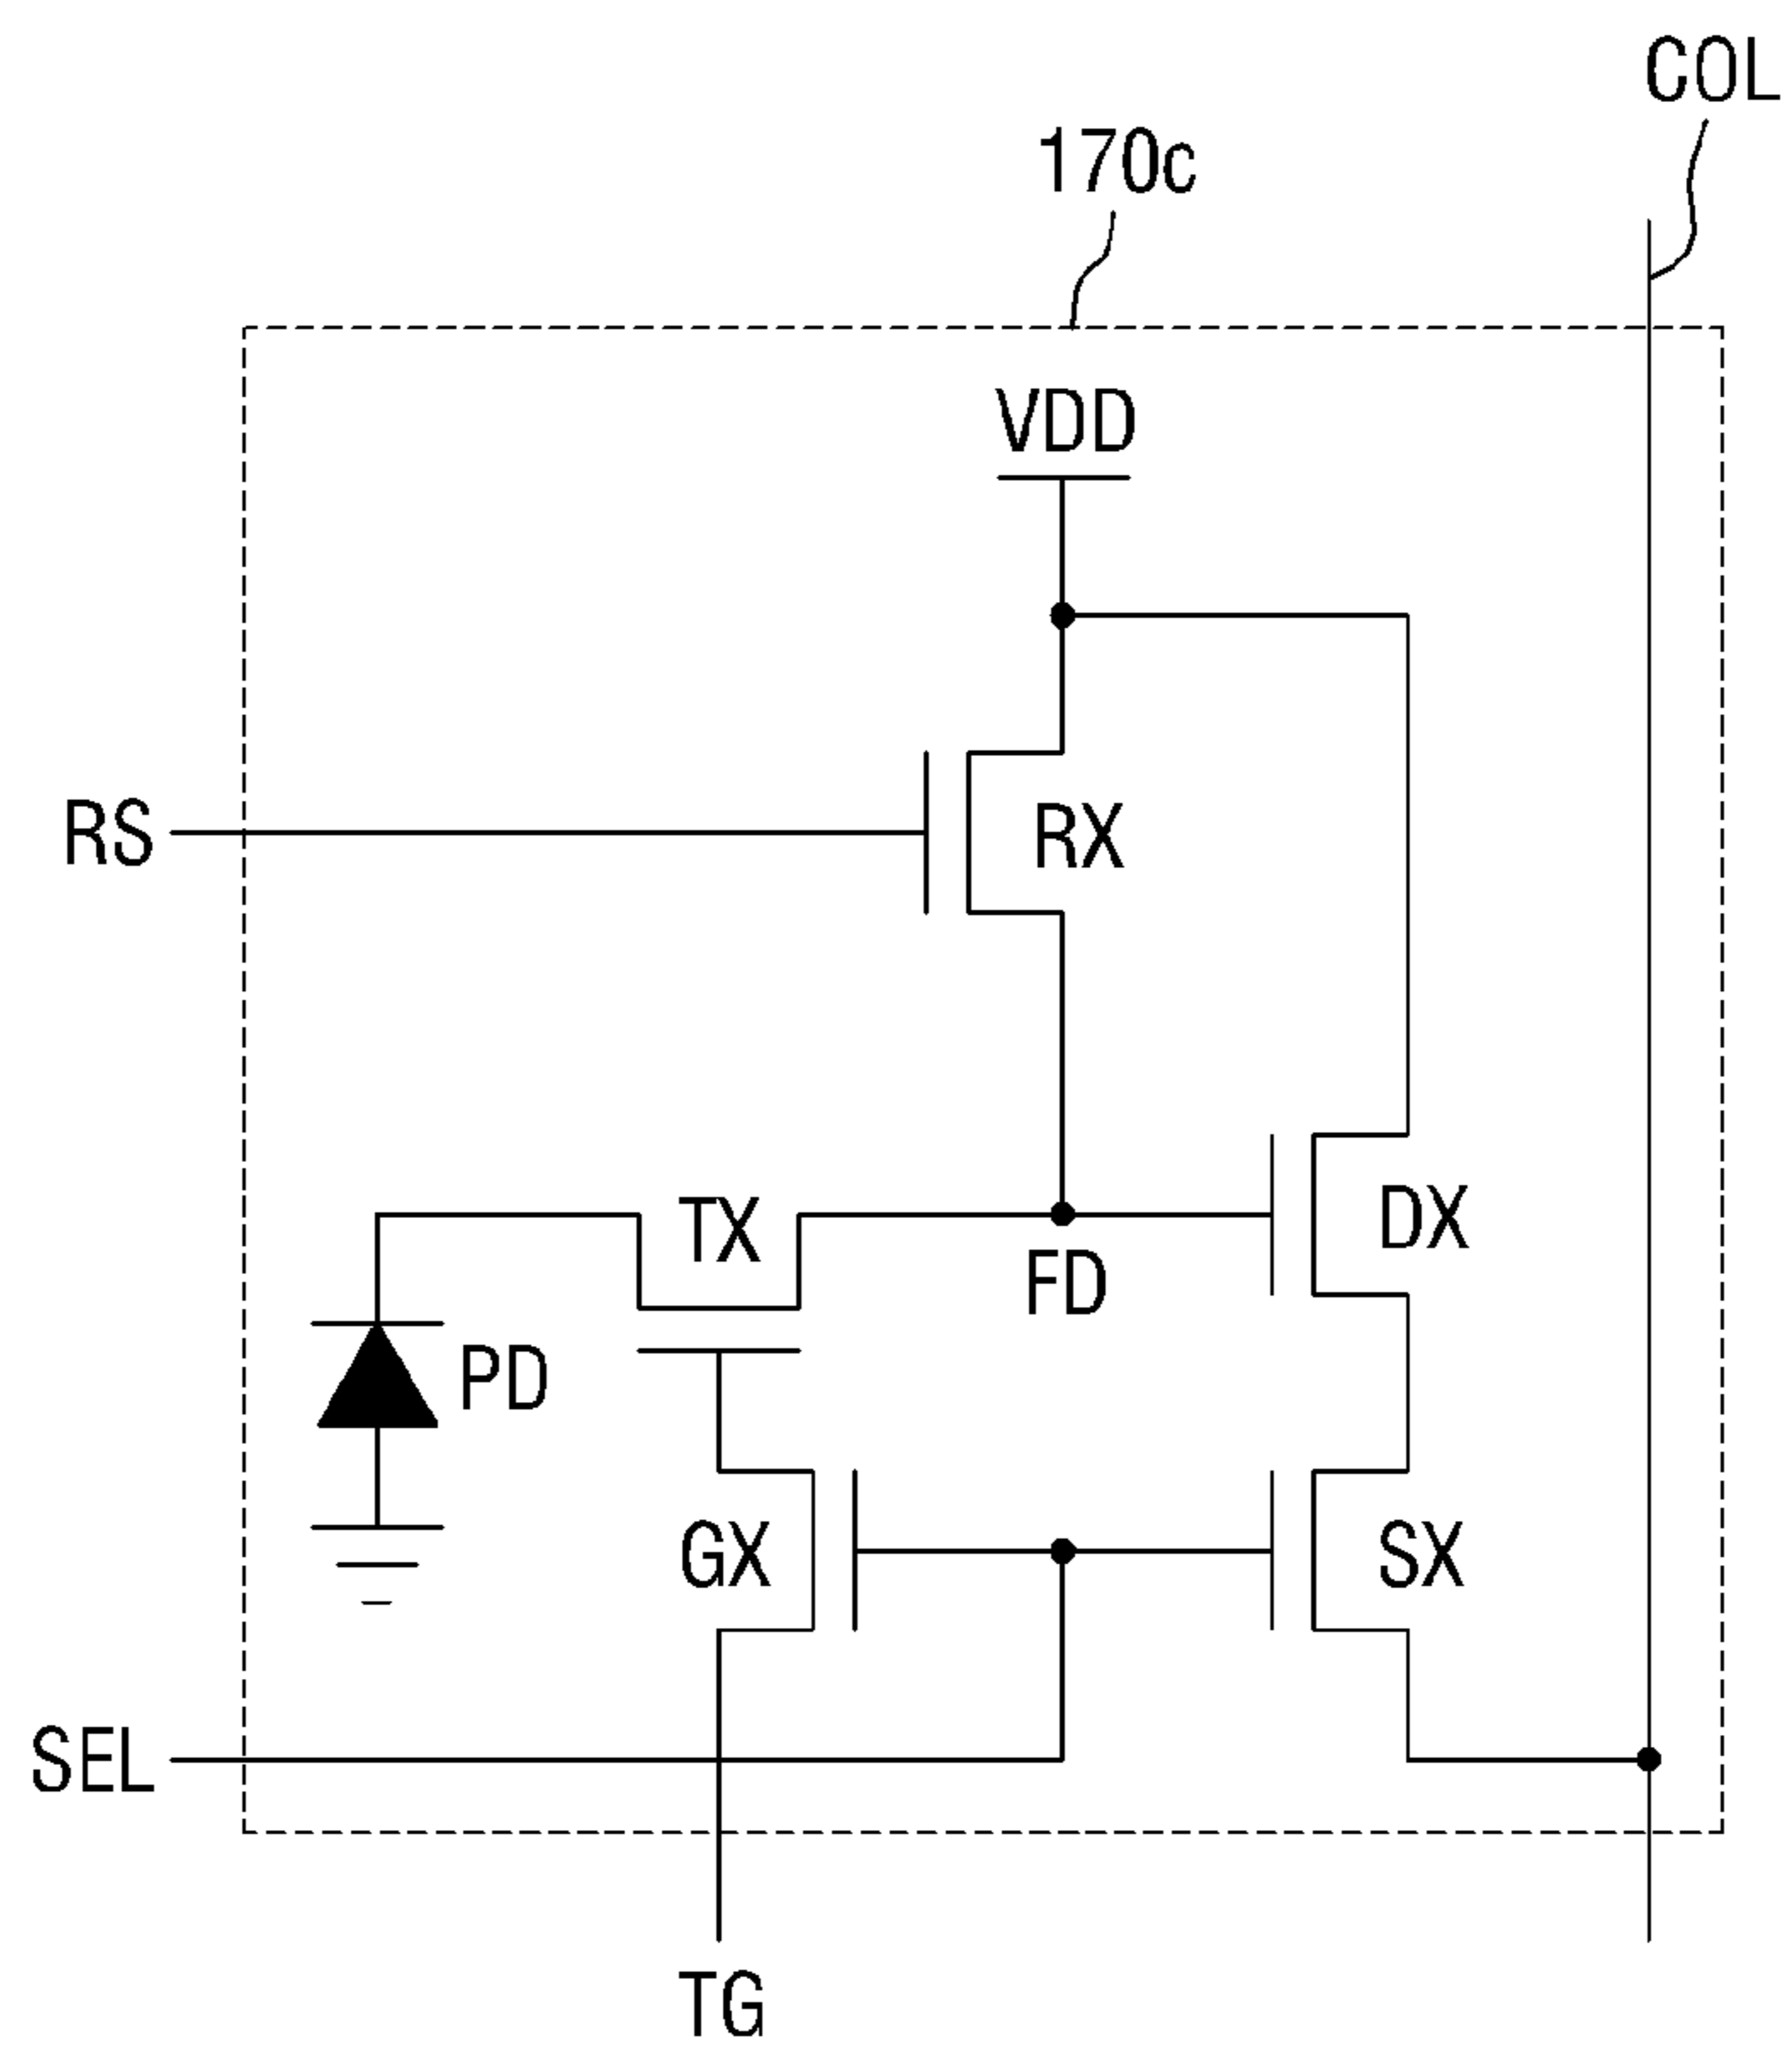 COL
170c
VDD
RS
RX
TX
DX
FD
PD
GX
SX
SEL
TG